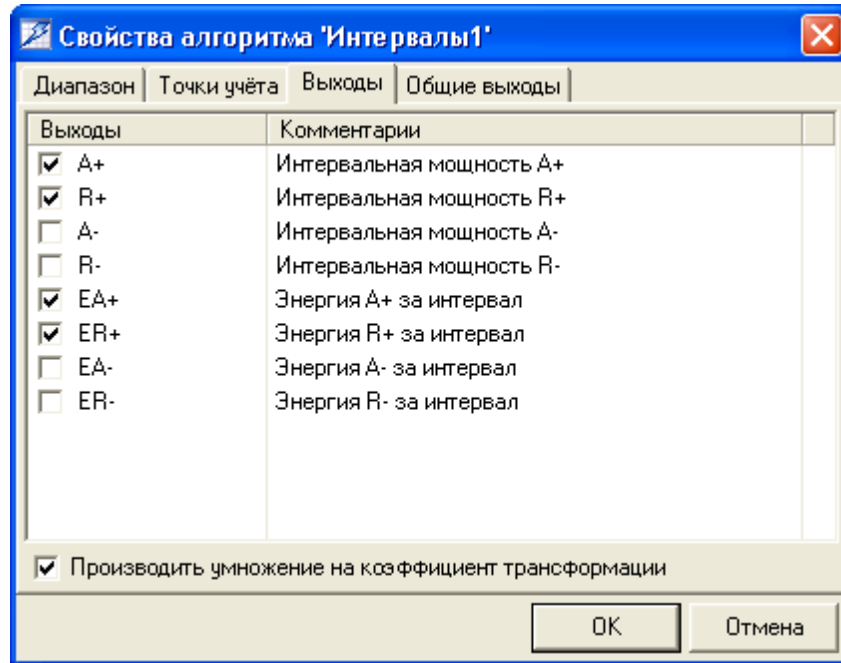 Свойства алгоритма 'Интервалы1'
Диапазон Точки учёта Выходы Общие выходы
Выходы Комментарии
A+ Интервальная мощность A+
R+ Интервальная мощность R+
A- Интервальная мощность A-
R- Интервальная мощность R-
EA+ Энергия A+ за интервал
ER+ Энергия R+ за интервал
EA- Энергия A- за интервал
ER- Энергия R- за интервал
Производить умножение на коэффициент трансформации
OK Отмена